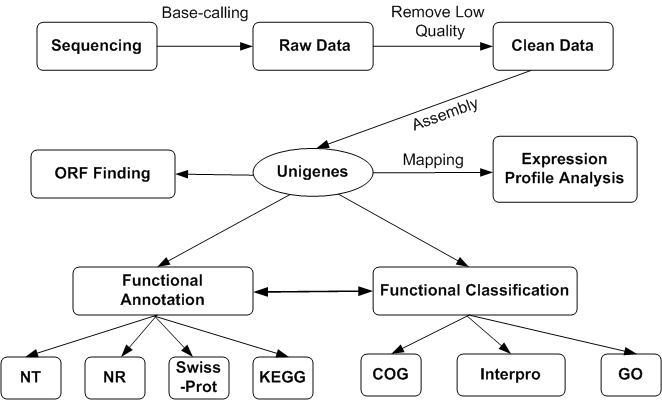 Base-calling
Remove Low
Quality
Sequencing
Raw Data
Clean Data
Assembly
ORF Finding
Unigenes
Mapping
Expression
Profile Analysis
Functional
Annotation
Functional Classification
NT
NR
Swiss
-Prot
KEGG
COG
Interpro
GO